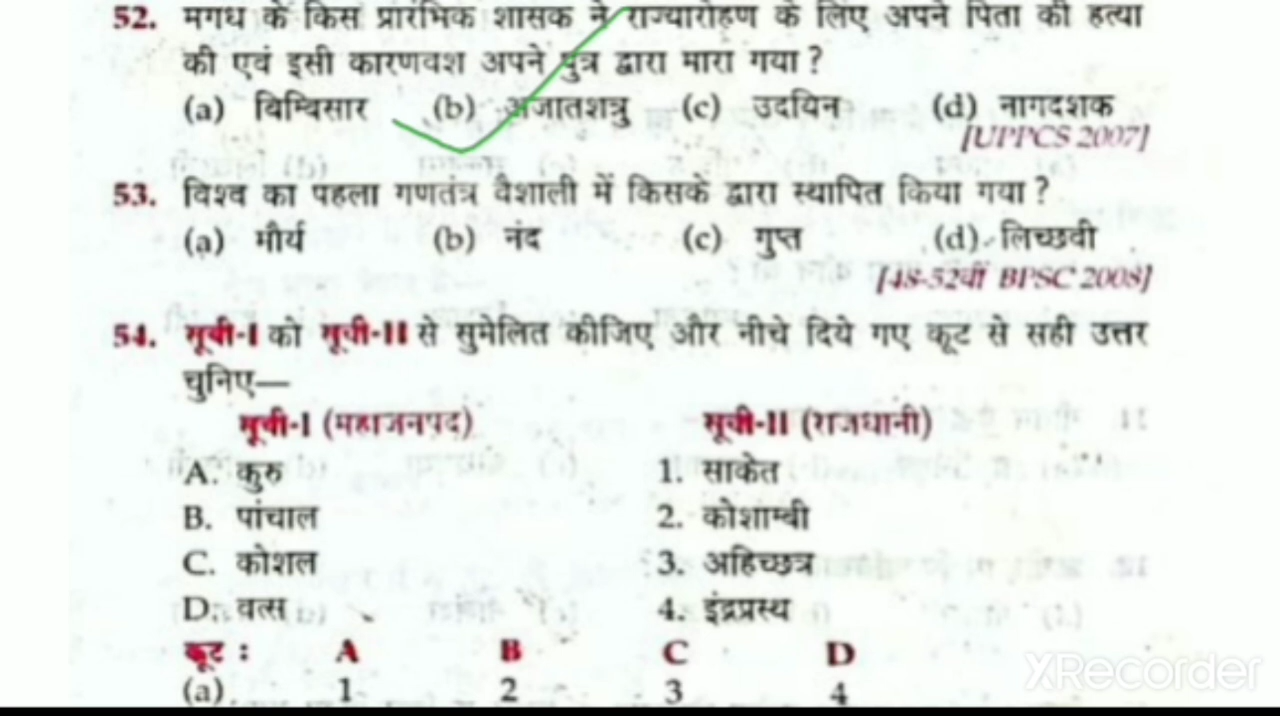 52. मगध के किस प्रारंभिक शासक ने राज्यारोहण के लिए अपने पिता की हत्या
की एवं इसी कारणवश अपने पुत्र द्वारा मारा गया ?
(a) बिम्बिसार (b) अजातशत्रु (c) उदयिन (d) नागदशक
[UPPCS 2007]
53. विश्व का पहला गणतंत्र वैशाली में किसके द्वारा स्थापित किया गया ?
(a) मौर्य (b) नंद (c) गुप्त (d) लिच्छवी
[48-52वीं BPSC 2008]
54. सूची-I को सूची-II से सुमेलित कीजिए और नीचे दिये गए कूट से सही उत्तर
चुनिए—
सूची-I (महाजनपद) सूची-II (राजधानी)
A. कुरु 1. साकेत
B. पांचाल 2. कोशाम्बी
C. कोशल 3. अहिच्छत्र
D. वत्स 4. इंद्रप्रस्थ
कूट : A B C D
(a) 1 2 3 4
XRecorder